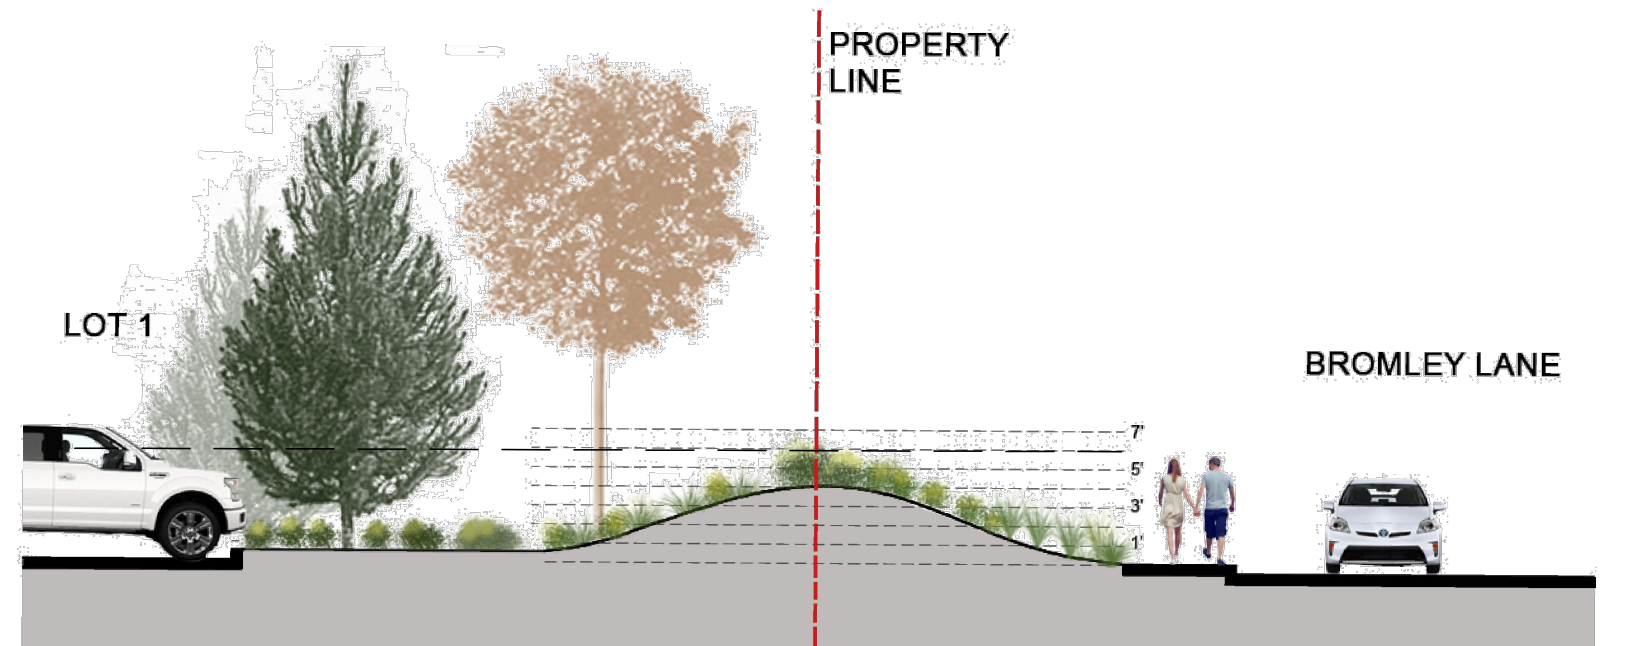 PROPERTY
LINE
LOT 1
BROMLEY LANE
7'
5'
3'
1'